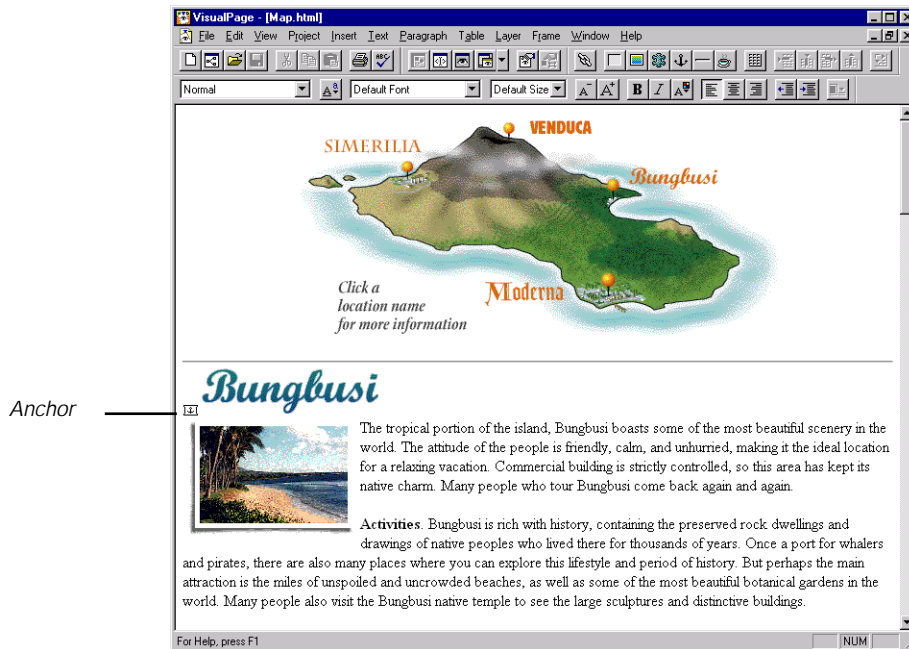 VisualPage - [Map.html]
File Edit View Project Insert Text Paragraph Table Layer Frame Window Help
ABC
Normal Aa Default Font Default Size A- A+ B I A
VENDUCA
SIMERILIA
Bungbusi
Moderna
Click a
location name
for more information
Bungbusi
Anchor
The tropical portion of the island, Bungbusi boasts some of the most beautiful scenery in the
world. The attitude of the people is friendly, calm, and unhurried, making it the ideal location
for a relaxing vacation. Commercial building is strictly controlled, so this area has kept its
native charm. Many people who tour Bungbusi come back again and again.
Activities. Bungbusi is rich with history, containing the preserved rock dwellings and
drawings of native peoples who lived there for thousands of years. Once a port for whalers
and pirates, there are also many places where you can explore this lifestyle and period of history. But perhaps the main
attraction is the miles of unspoiled and uncrowded beaches, as well as some of the most beautiful botanical gardens in the
world. Many people also visit the Bungbusi native temple to see the large sculptures and distinctive buildings.
For Help, press F1
NUM